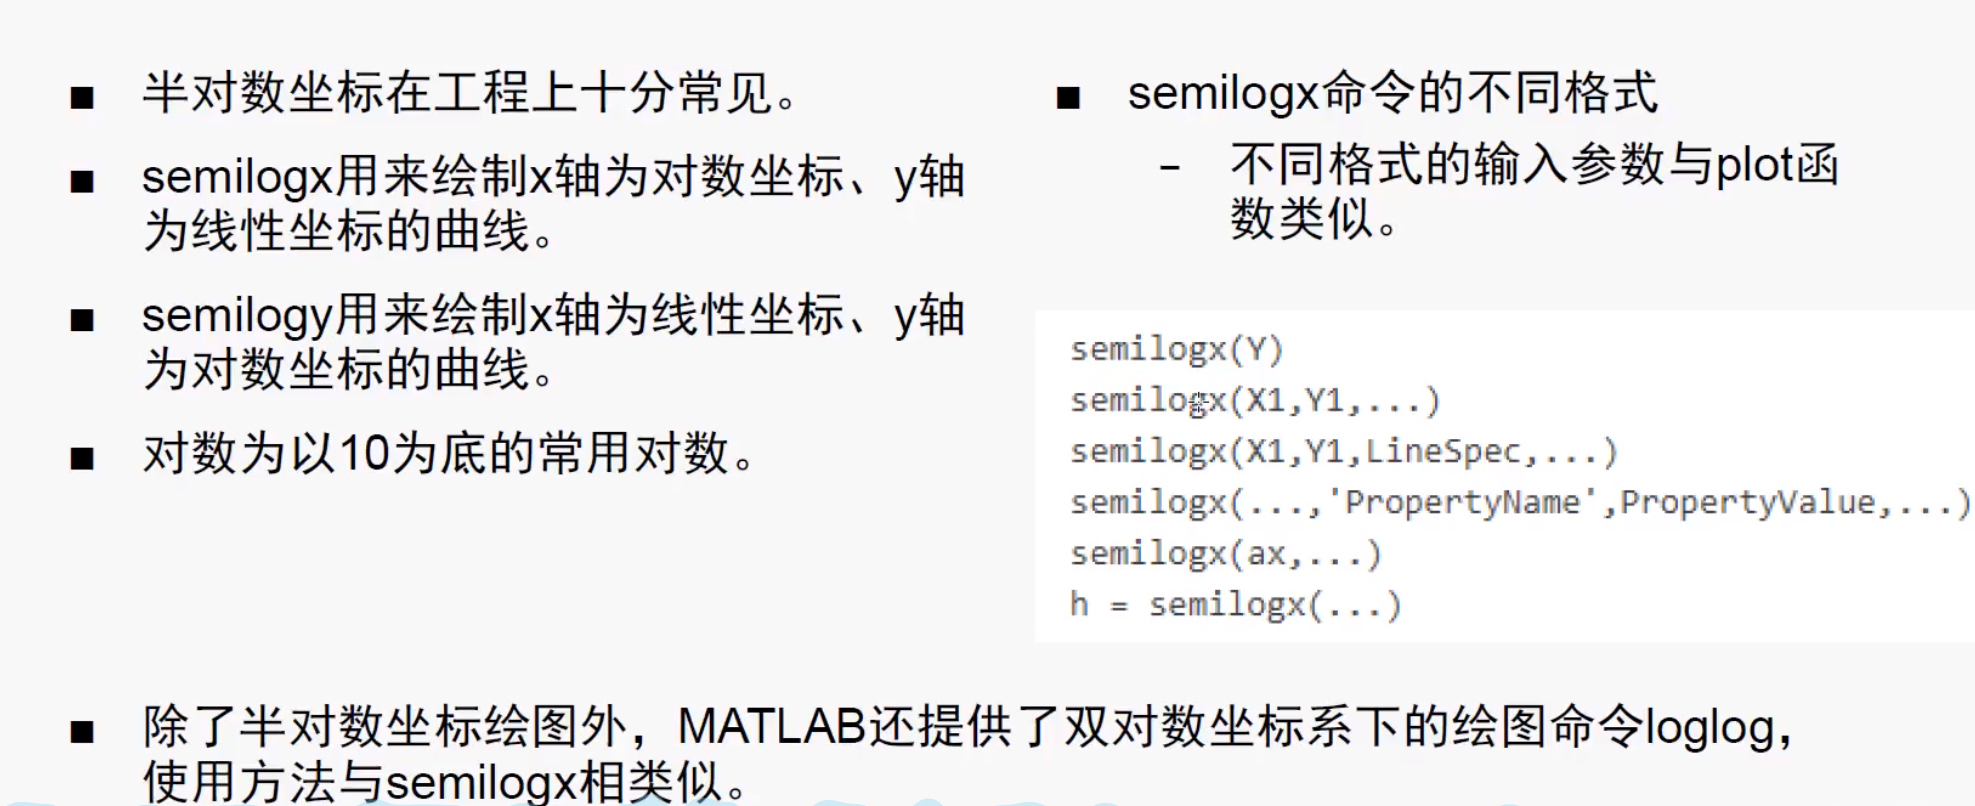 ■ 半对数坐标在工程上十分常见。
■ semilogx用来绘制x轴为对数坐标、y轴
为线性坐标的曲线。
■ semilogy用来绘制x轴为线性坐标、y轴
为对数坐标的曲线。
■ 对数为以10为底的常用对数。
■ semilogx命令的不同格式
– 不同格式的输入参数与plot函
数类似。
semilogx(Y)
semilogx(X1,Y1,...)
semilogx(X1,Y1,LineSpec,...)
semilogx(...,'PropertyName',PropertyValue,...)
semilogx(ax,...)
h = semilogx(...)
■ 除了半对数坐标绘图外，MATLAB还提供了双对数坐标系下的绘图命令loglog，
使用方法与semilogx相类似。